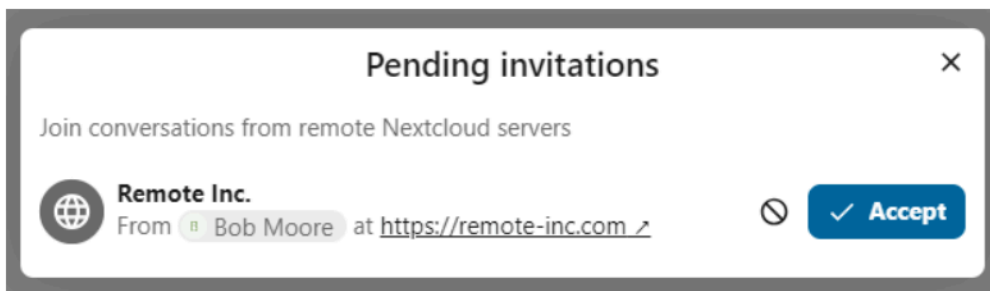 Pending invitations
Join conversations from remote Nextcloud servers
Remote Inc.
From B Bob Moore at https://remote-inc.com ↗
Accept